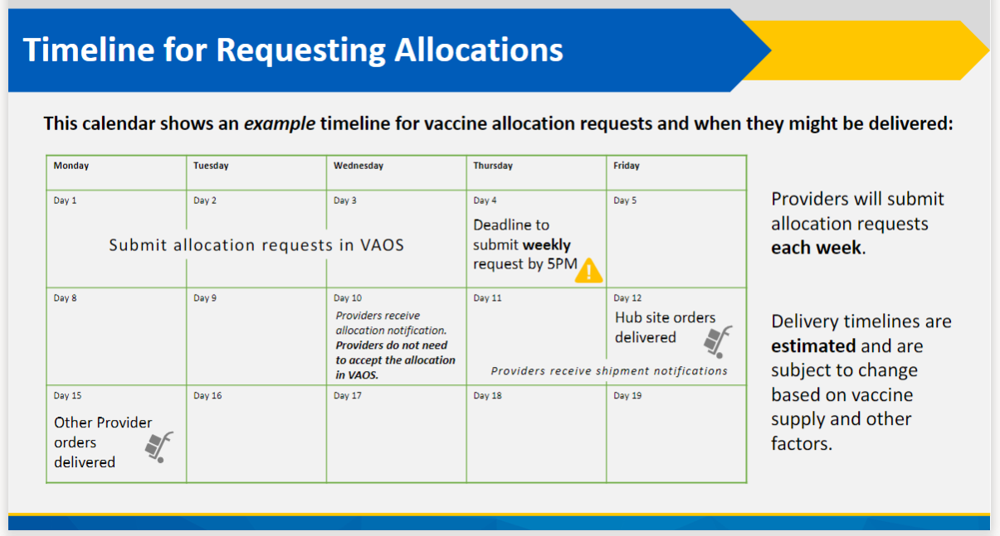 Timeline for Requesting Allocations
This calendar shows an example timeline for vaccine allocation requests and when they might be delivered:
Monday
Tuesday
Wednesday
Thursday
Friday
Day 1
Day 2
Day 3
Submit allocation requests in VAOS
Day 4
Deadline to
submit weekly
request by 5PM
Day 5
Day 8
Day 9
Day 10
Providers receive
allocation notification.
Providers do not need
to accept the allocation
in VAOS.
Day 11
Day 12
Hub site orders
delivered
Providers receive shipment notifications
Day 15
Other Provider
orders
delivered
Day 16
Day 17
Day 18
Day 19
Providers will submit
allocation requests
each week.
Delivery timelines are
estimated and are
subject to change
based on vaccine
supply and other
factors.